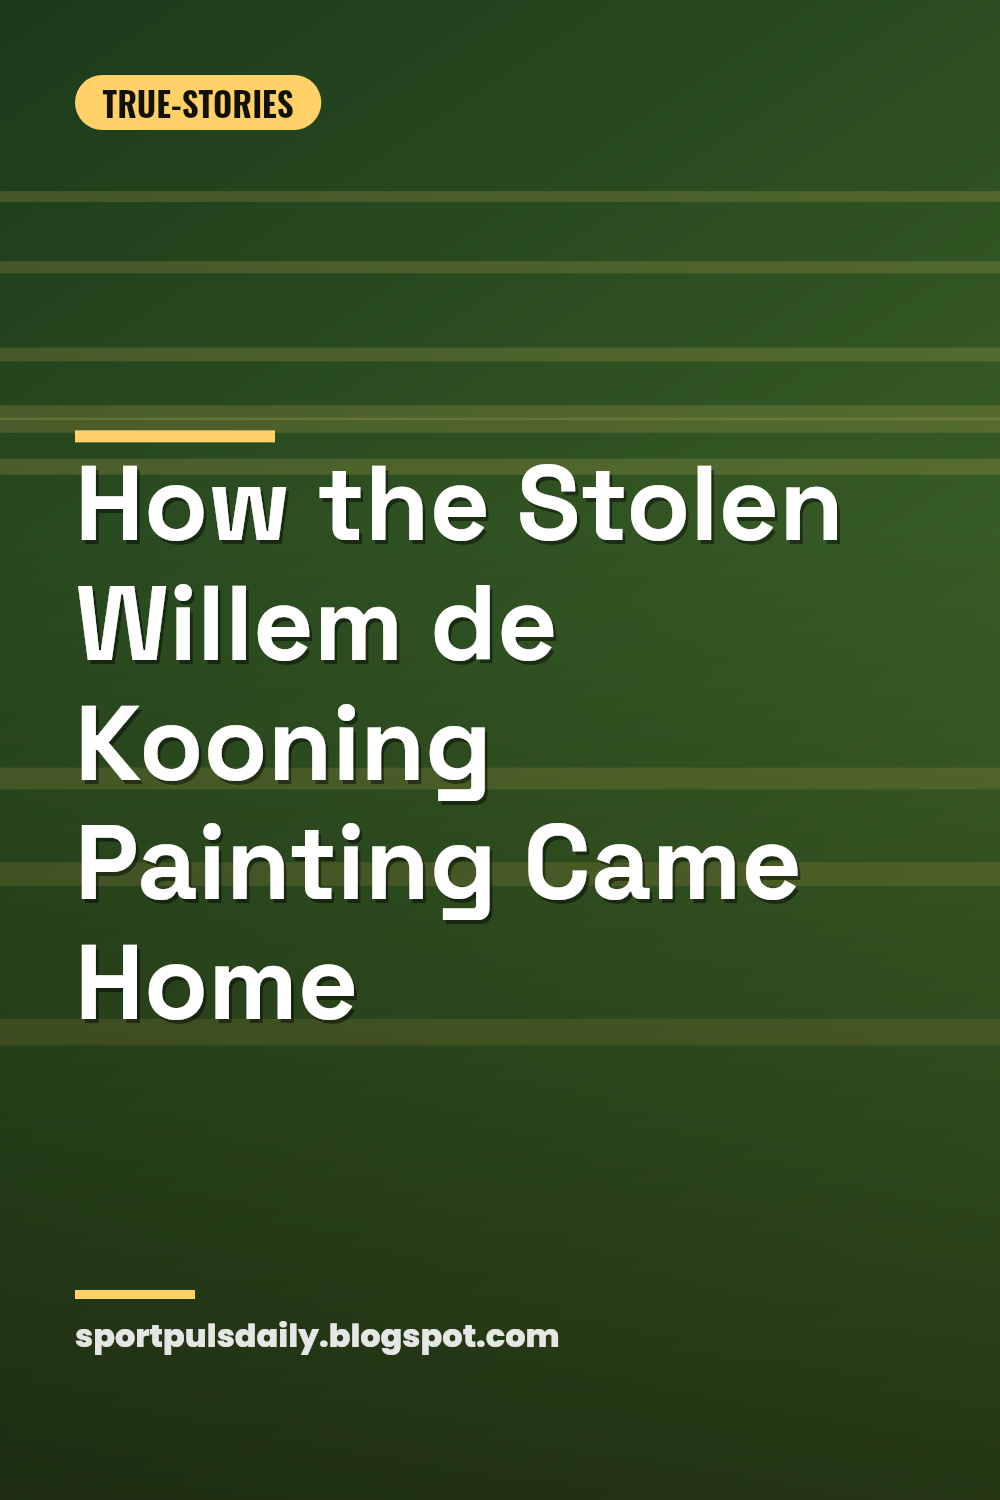 TRUE-STORIES
How the Stolen
Willem de
Kooning
Painting Came
Home
sportpulsdaily.blogspot.com